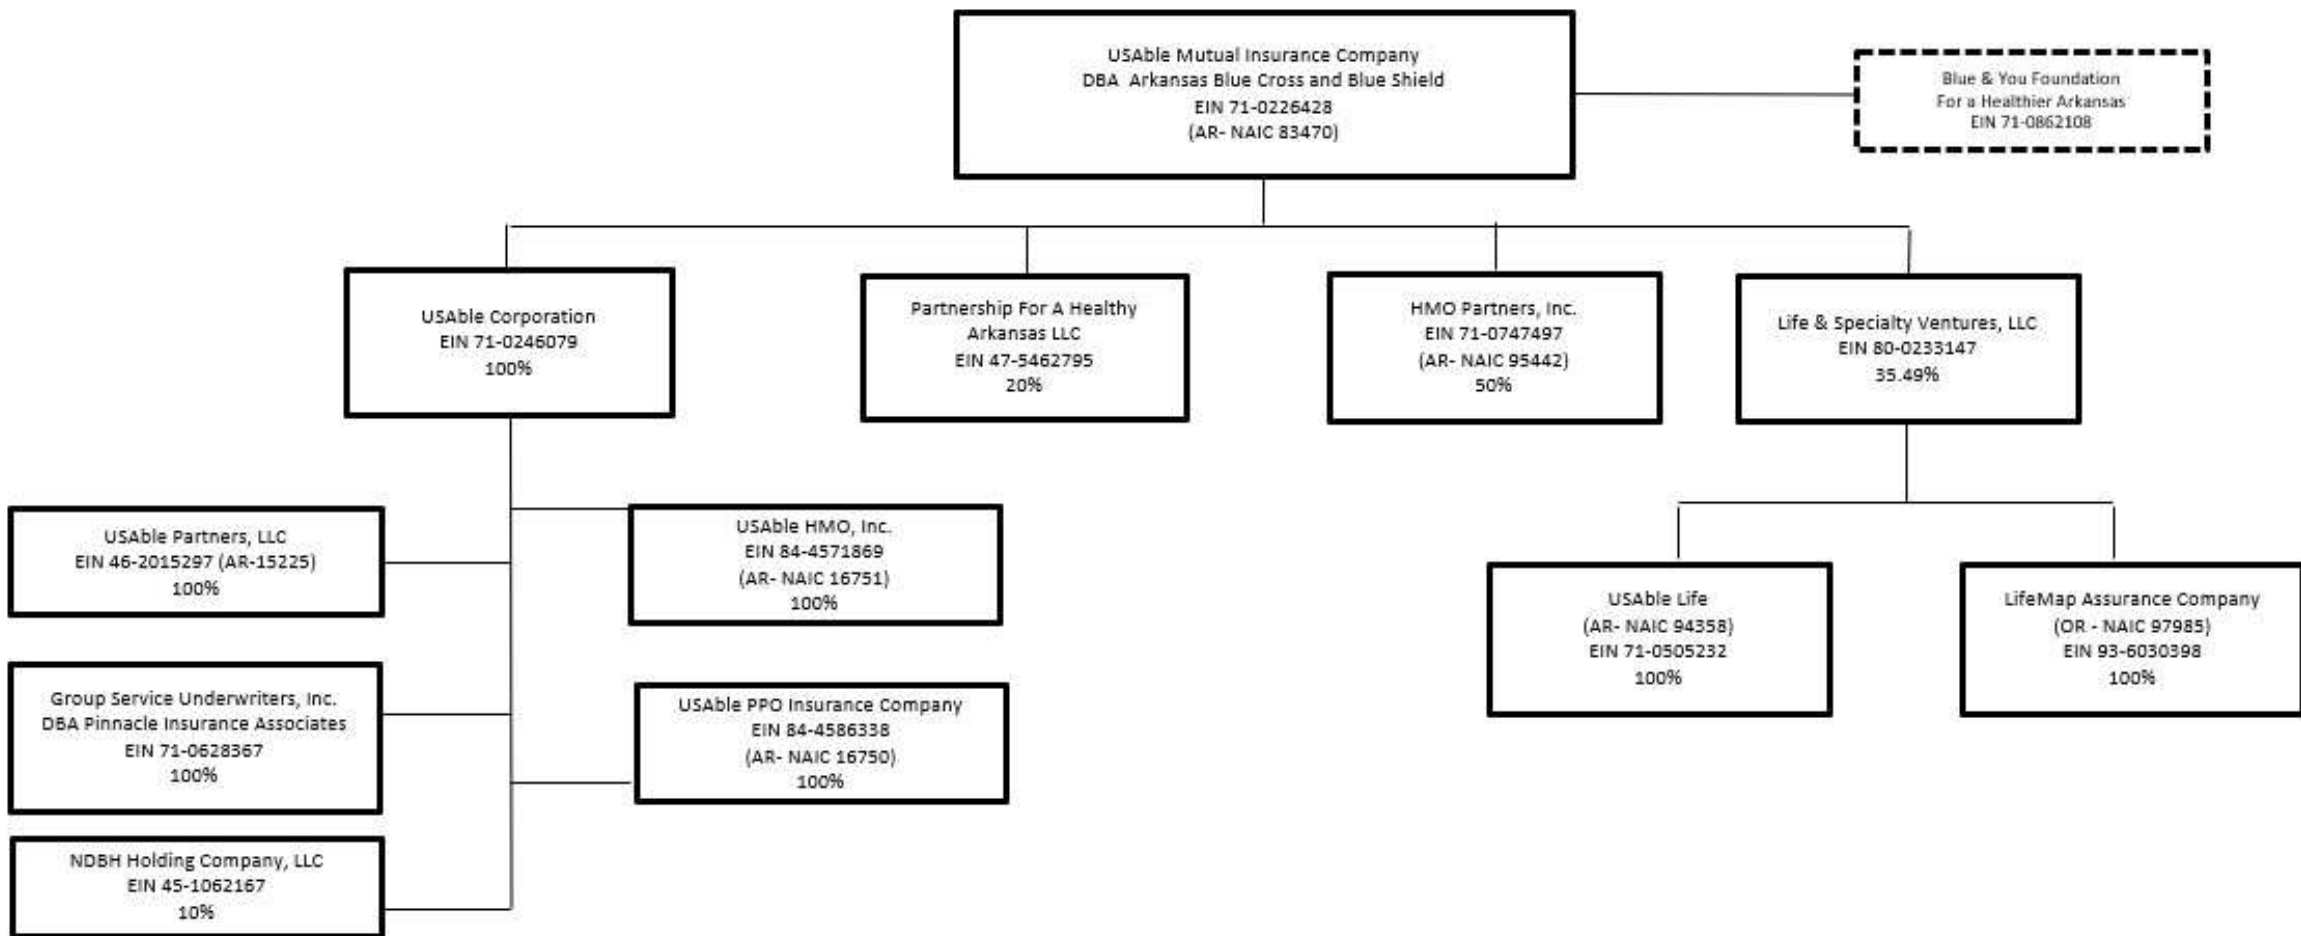 USAble Mutual Insurance Company
DBA Arkansas Blue Cross and Blue Shield
EIN 71-0226428
(AR- NAIC 83470)
Blue & You Foundation
For a Healthier Arkansas
EIN 71-0862108
USAble Corporation
EIN 71-0246079
100%
Partnership For A Healthy
Arkansas LLC
EIN 47-5462795
20%
HMO Partners, Inc.
EIN 71-0747497
(AR- NAIC 95442)
50%
Life & Specialty Ventures, LLC
EIN 80-0233147
35.49%
USAble Partners, LLC
EIN 46-2015297 (AR-15225)
100%
USAble HMO, Inc.
EIN 84-4571869
(AR- NAIC 16751)
100%
USAble Life
(AR- NAIC 94358)
EIN 71-0505232
100%
LifeMap Assurance Company
(OR - NAIC 97985)
EIN 93-6030398
100%
Group Service Underwriters, Inc.
DBA Pinnacle Insurance Associates
EIN 71-0628367
100%
USAble PPO Insurance Company
EIN 84-4586338
(AR- NAIC 16750)
100%
NDBH Holding Company, LLC
EIN 45-1062167
10%